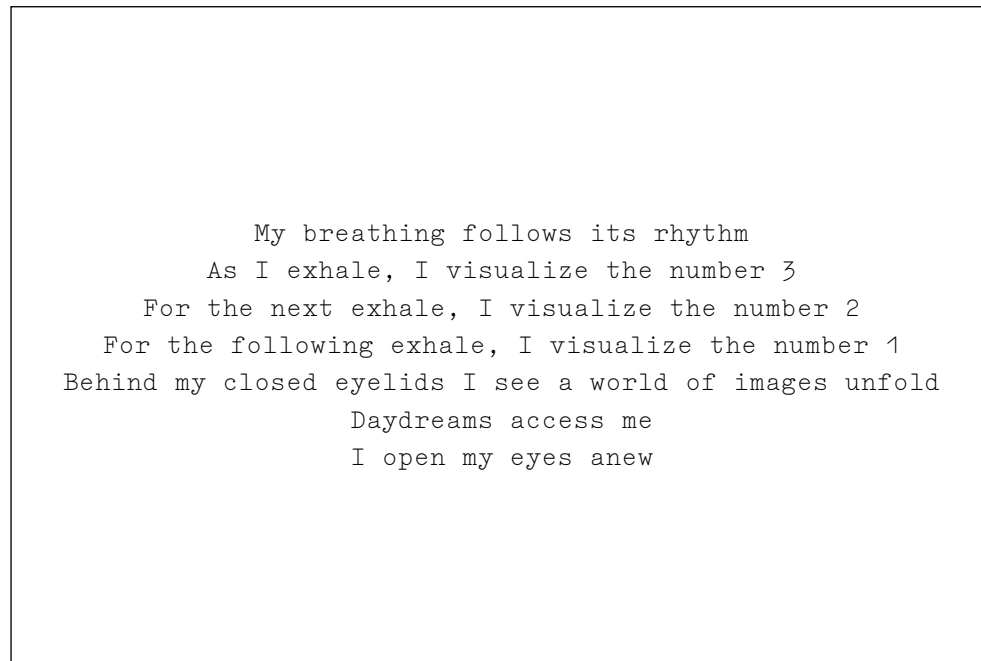 My breathing follows its rhythm
As I exhale, I visualize the number 3
For the next exhale, I visualize the number 2
For the following exhale, I visualize the number 1
Behind my closed eyelids I see a world of images unfold
Daydreams access me
I open my eyes anew